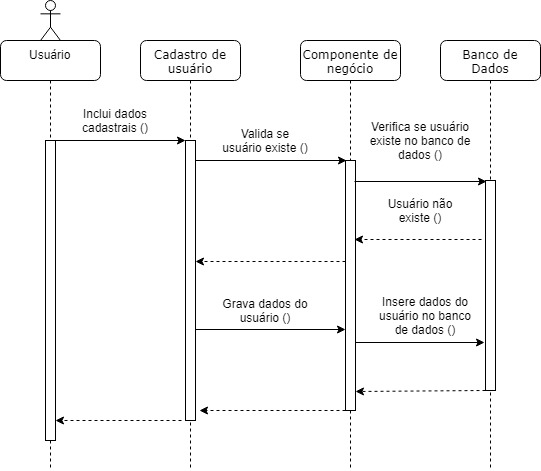 Usuário
Cadastro de
usuário
Componente de
negócio
Banco de
Dados
Inclui dados
cadastrais ()
Valida se
usuário existe ()
Verifica se usuário
existe no banco de
dados ()
Usuário não
existe ()
Grava dados do
usuário ()
Insere dados do
usuário no banco
de dados ()